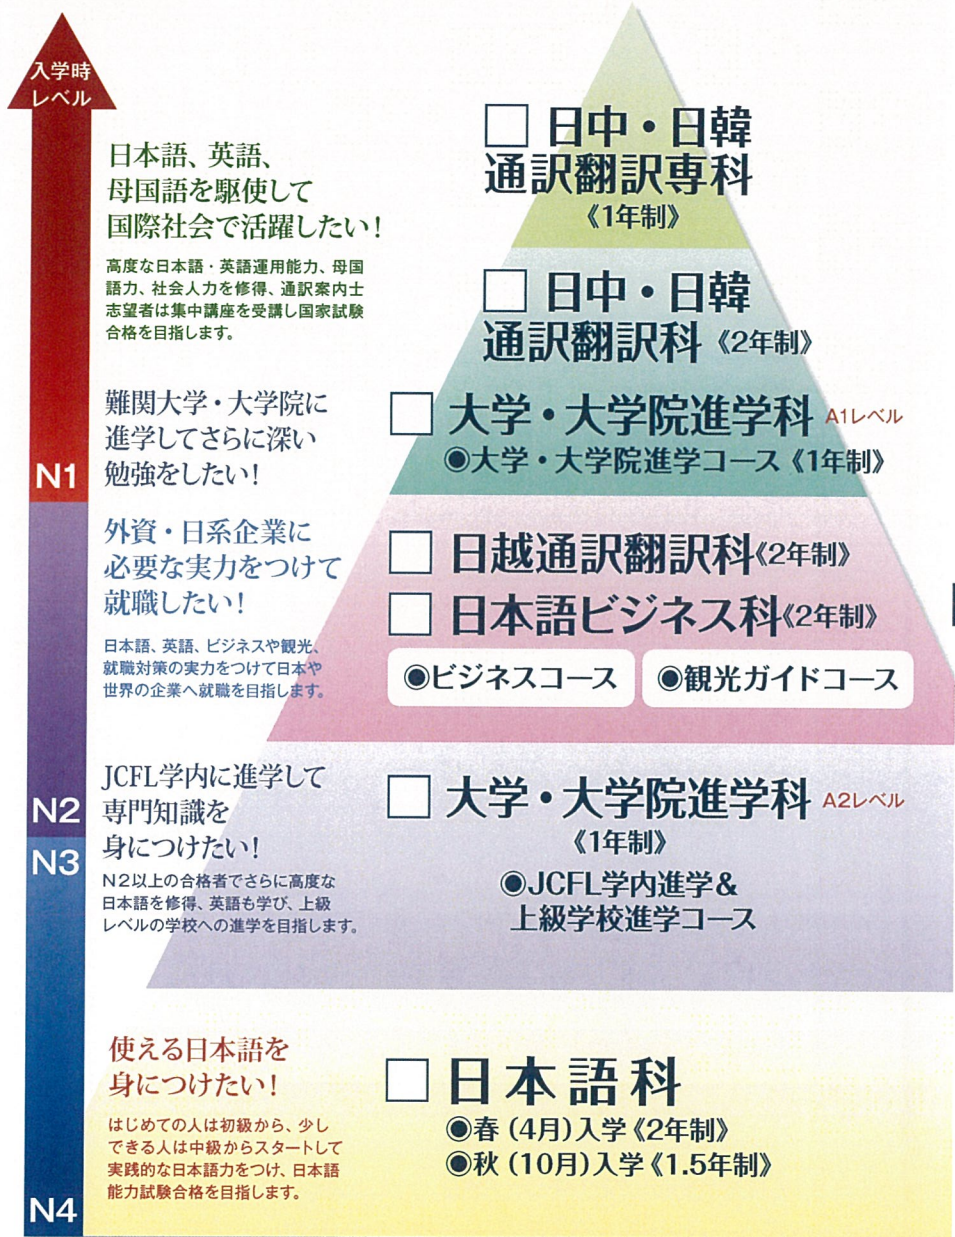 入学時
レベル
日本語、英語、
母国語を駆使して
国際社会で活躍したい！
高度な日本語・英語運用能力、母国
語力、社会人力を修得、通訳案内士
志望者は集中講座を受講し国家試験
合格を目指します。
日中・日韓
通訳翻訳専科
《1年制》
日中・日韓
通訳翻訳科《2年制》
難関大学・大学院に
進学してさらに深い
勉強をしたい！
N1
大学・大学院進学科 A1レベル
◉大学・大学院進学コース《1年制》
外資・日系企業に
必要な実力をつけて
就職したい！
日本語、英語、ビジネスや観光、
就職対策の実力をつけて日本や
世界の企業へ就職を目指します。
日越通訳翻訳科《2年制》
日本語ビジネス科《2年制》
◉ビジネスコース ◉観光ガイドコース
JCFL学内に進学して
専門知識を
身につけたい！
N2
N3
N2以上の合格者でさらに高度な
日本語を修得、英語も学び、上級
レベルの学校への進学を目指します。
大学・大学院進学科 A2レベル
《1年制》
◉JCFL学内進学＆
上級学校進学コース
使える日本語を
身につけたい！
はじめての人は初級から、少し
できる人は中級からスタートして
実践的な日本語力をつけ、日本語
能力試験合格を目指します。
N4
日本語科
◉春（4月）入学《2年制》
◉秋（10月）入学《1.5年制》